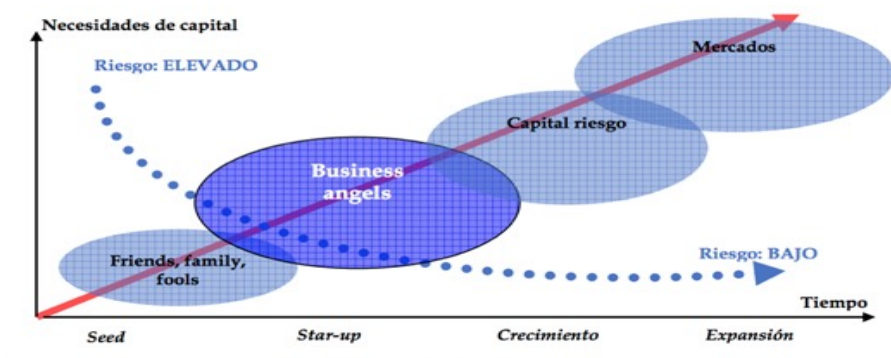 Necesidades de capital
Mercados
Riesgo: ELEVADO
Capital riesgo
Business
angels
Riesgo: BAJO
Friends, family,
fools
Tiempo
Seed
Star-up
Crecimiento
Expansión